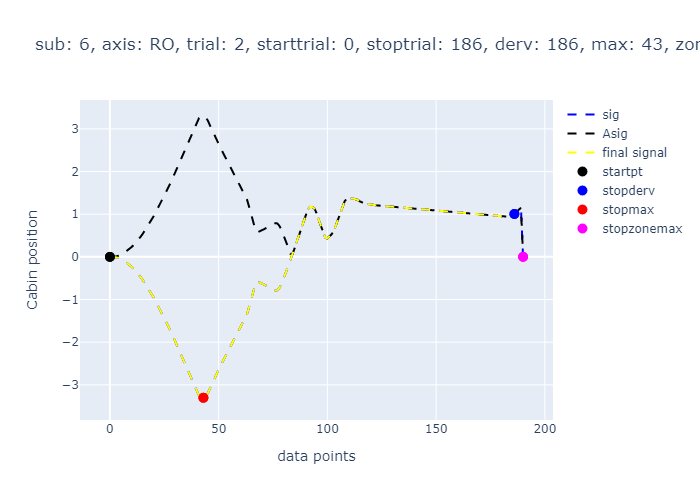 sub: 6, axis: RO, trial: 2, starttrial: 0, stoptrial: 186, derv: 186, max: 43, zor
sig
Asig
final signal
startpt
stopderv
stopmax
stopzonemax
3
2
1
0
−1
−2
−3
Cabin position
0
50
100
150
200
data points